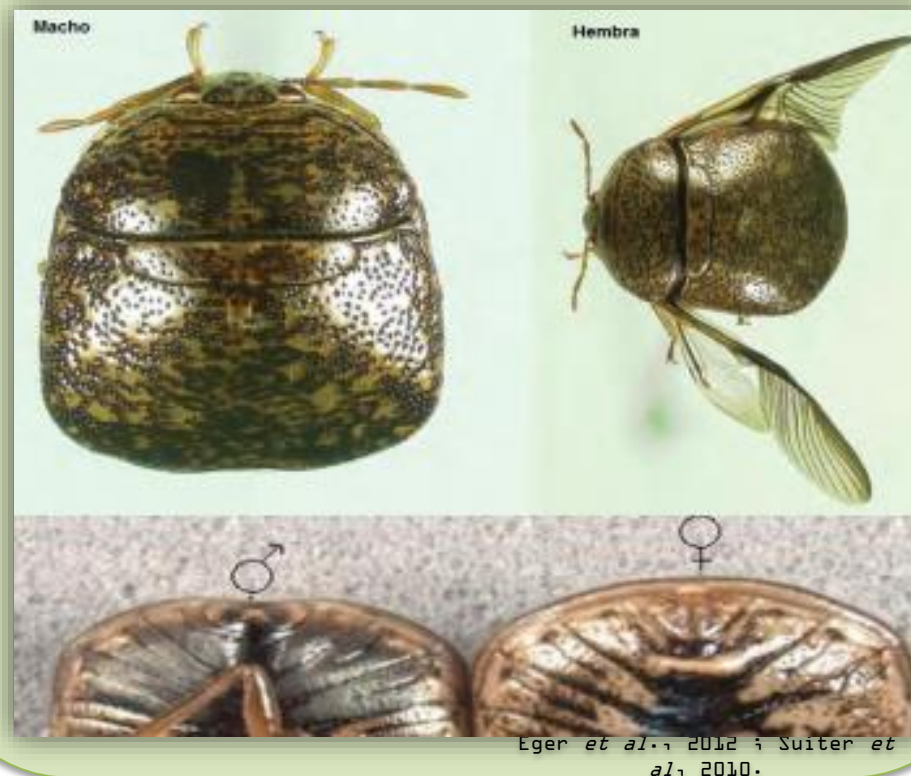 Macho
Hembra
♂
♀
Eger et al., 2012 ; Suiter et
al, 2010.